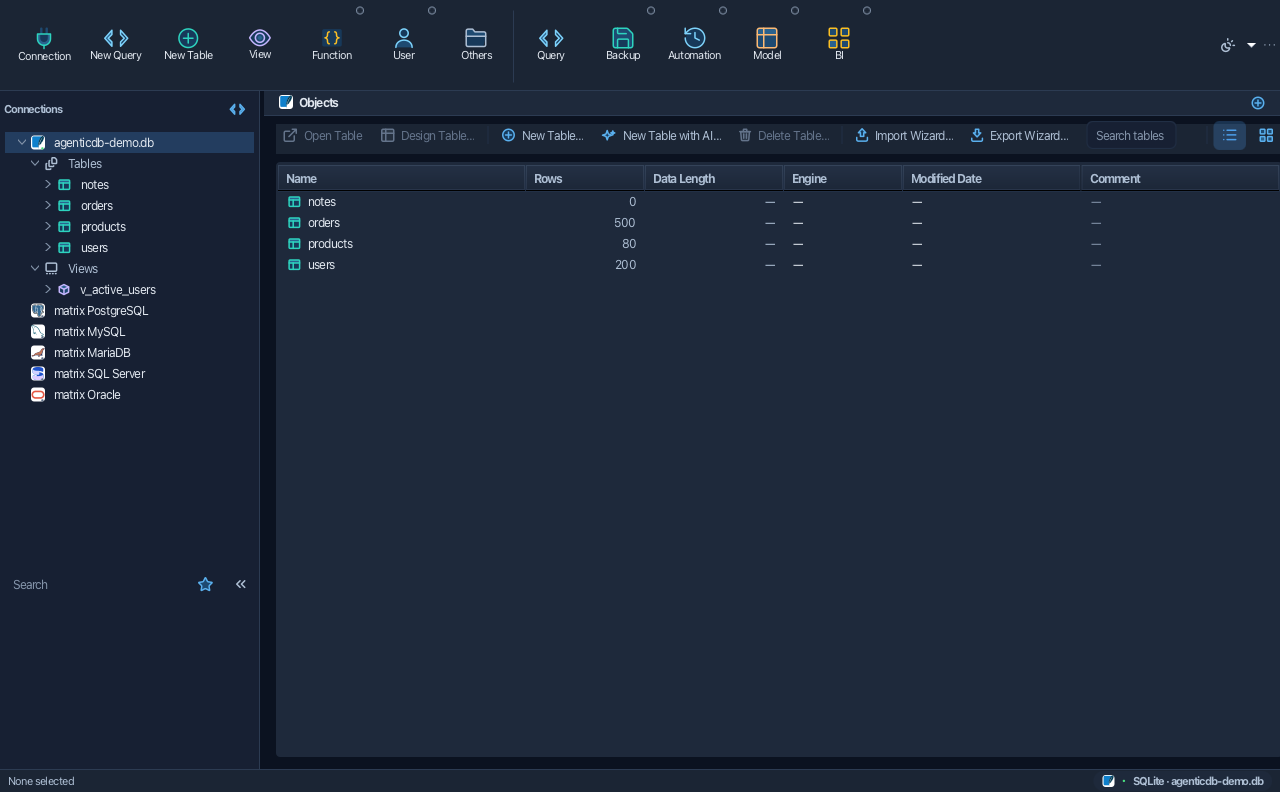 Connection
New Query
New Table
View
Function
User
Others
Query
Backup
Automation
Model
BI
Connections
Objects
agenticdb-demo.db
Tables
notes
orders
products
users
Views
v_active_users
matrix PostgreSQL
matrix MySQL
matrix MariaDB
matrix SQL Server
matrix Oracle
Search
Open Table
Design Table...
New Table...
New Table with AI...
Delete Table...
Import Wizard...
Export Wizard...
Search tables
Name Rows Data Length Engine Modified Date Comment
notes 0 — — — —
orders 500 — — — —
products 80 — — — —
users 200 — — — —
None selected
SQLite · agenticdb-demo.db